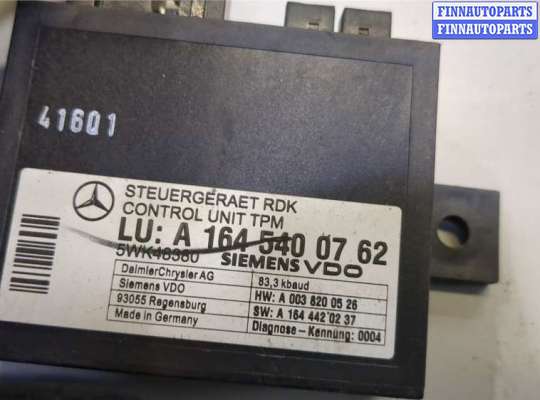 FINNAUTOPARTS
FINNAUTOPARTS
41601
STEUERGERAET RDK
CONTROL UNIT TPM
LU: A 164 540 07 62
5WK48380
SIEMENS VDO
DaimlerChrysler AG
Siemens VDO
93055 Regensburg
Made in Germany
83,3 kbaud
HW: A 003 820 05 26
SW: A 164 442 02 37
Diagnose - Kennung: 0004